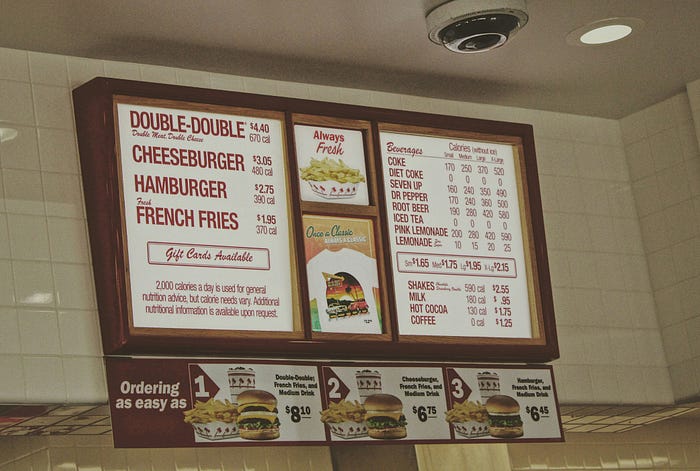 DOUBLE-DOUBLE® $4.40
Double Meat, Double Cheese 670 cal
CHEESEBURGER $3.05
480 cal
HAMBURGER $2.75
390 cal
Fresh
FRENCH FRIES $1.95
370 cal
Gift Cards Available
2,000 calories a day is used for general
nutrition advice, but calorie needs vary. Additional
nutritional information is available upon request.
Always
Fresh
Once a Classic
ALWAYS A CLASSIC
Beverages Calories (without ice)
Small Medium Large X-Large
COKE 170 250 370 520
DIET COKE 0 0 0 0
SEVEN UP 160 240 350 490
DR PEPPER 170 240 360 500
ROOT BEER 190 280 420 580
ICED TEA 0 0 0 0
PINK LEMONADE 200 280 420 590
LEMONADE 10 15 20 25
Sm $1.65 Med $1.75 Lg $1.95 X-Lg $2.15
SHAKES 590 cal $2.55
MILK 180 cal $ .95
HOT COCOA 130 cal $1.75
COFFEE 0 cal $1.25
Ordering
as easy as
1
Double-Double,®
French Fries, and
Medium Drink
$8.10
2
Cheeseburger,
French Fries, and
Medium Drink
$6.75
3
Hamburger,
French Fries, and
Medium Drink
$6.45